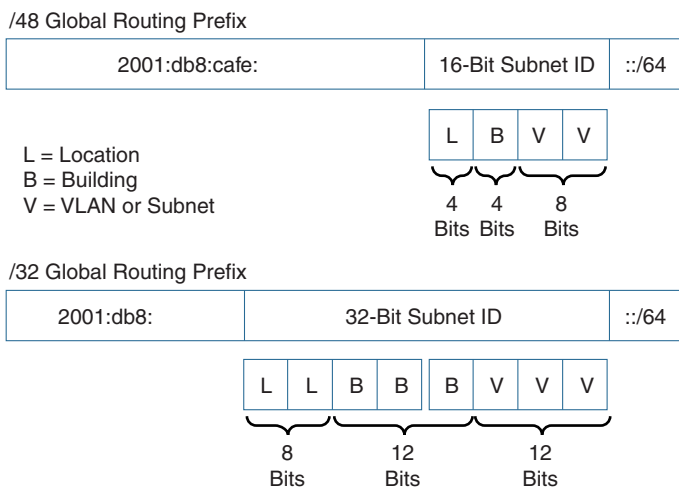 /48 Global Routing Prefix
2001:db8:cafe: 16-Bit Subnet ID ::/64
L B V V
L = Location
B = Building
V = VLAN or Subnet
4 4 8
Bits Bits Bits
/32 Global Routing Prefix
2001:db8: 32-Bit Subnet ID ::/64
L L B B B V V V
8 12 12
Bits Bits Bits